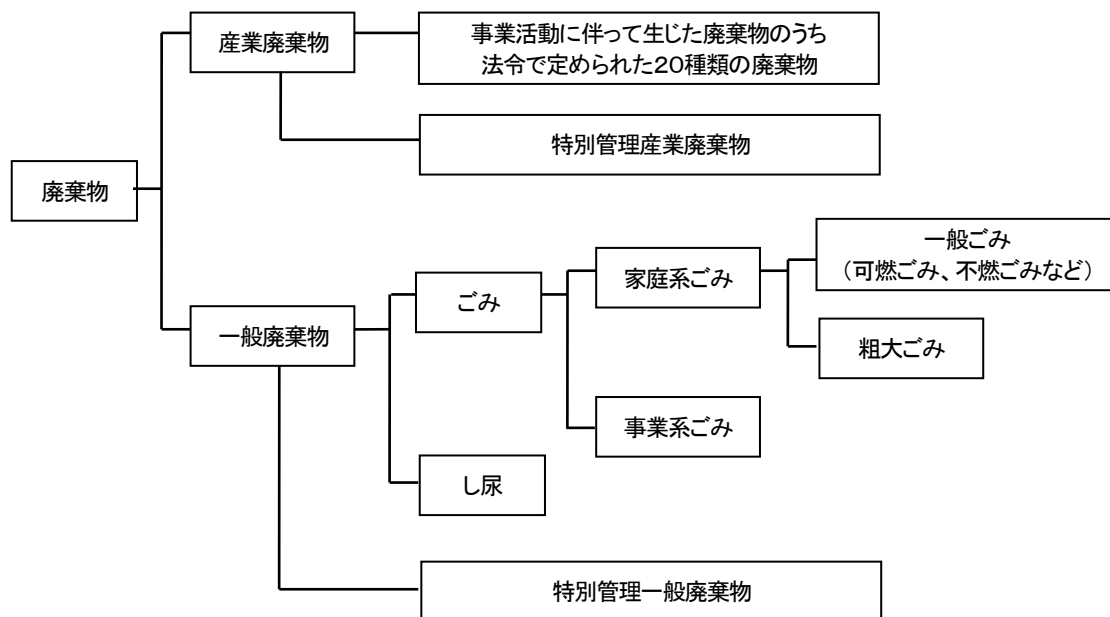 産業廃棄物
事業活動に伴って生じた廃棄物のうち
法令で定められた20種類の廃棄物
特別管理産業廃棄物
廃棄物
一般廃棄物
ごみ
家庭系ごみ
一般ごみ
（可燃ごみ、不燃ごみなど）
粗大ごみ
事業系ごみ
し尿
特別管理一般廃棄物